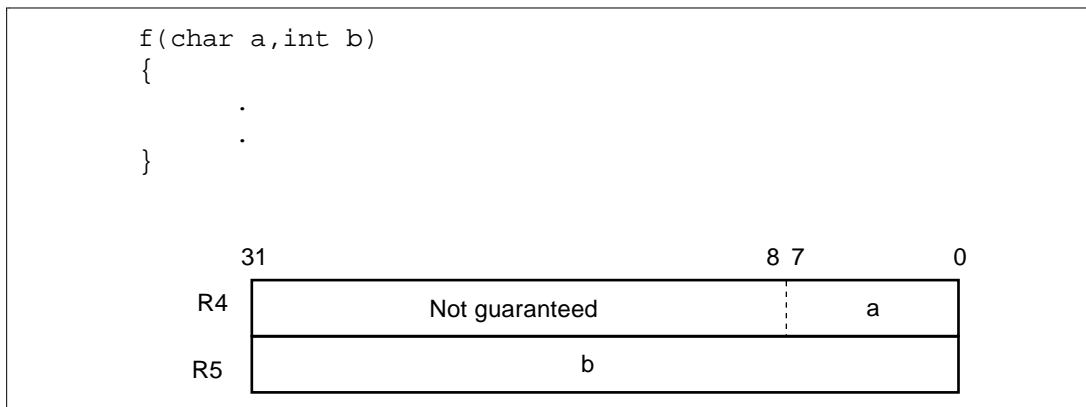 f(char a,int b)
{
.
.
}
31 8 7 0
R4 Not guaranteed a
R5 b